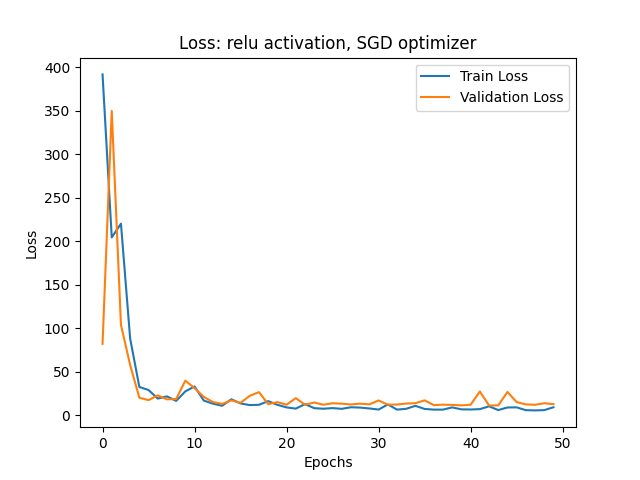 Loss: relu activation, SGD optimizer
Train Loss
Validation Loss
400
350
300
250
200
150
100
50
0
Loss
0 10 20 30 40 50
Epochs